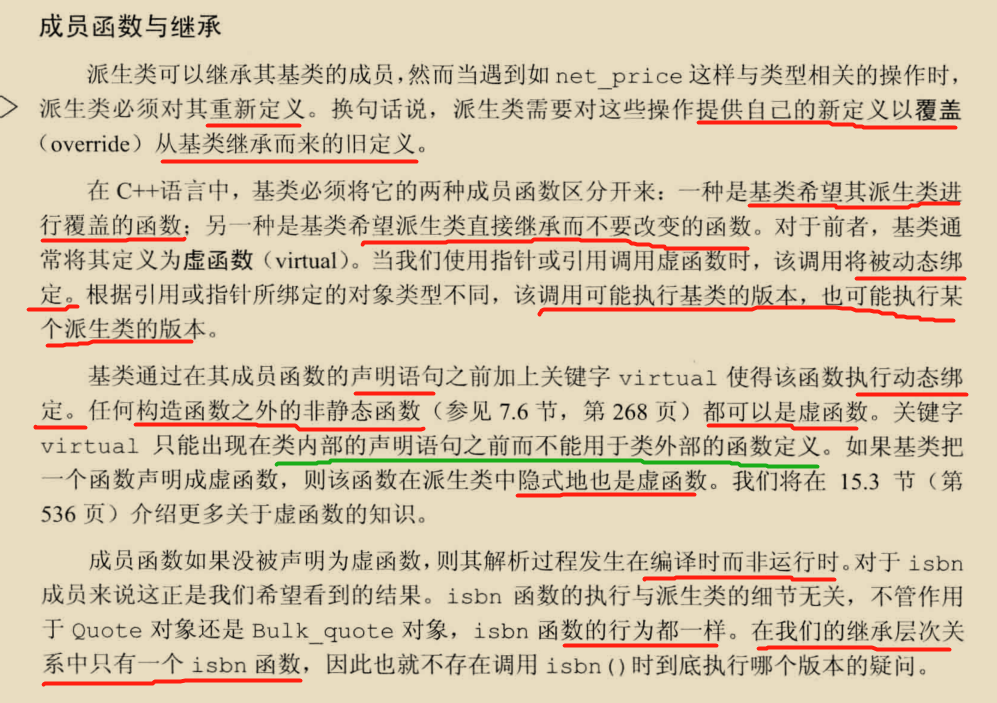 成员函数与继承
派生类可以继承其基类的成员，然而当遇到如 net_price 这样与类型相关的操作时，
派生类必须对其重新定义。换句话说，派生类需要对这些操作提供自己的新定义以覆盖
（override）从基类继承而来的旧定义。
在 C++语言中，基类必须将它的两种成员函数区分开来：一种是基类希望其派生类进
行覆盖的函数；另一种是基类希望派生类直接继承而不要改变的函数。对于前者，基类通
常将其定义为虚函数（virtual）。当我们使用指针或引用调用虚函数时，该调用将被动态绑
定。根据引用或指针所绑定的对象类型不同，该调用可能执行基类的版本，也可能执行某
个派生类的版本。
基类通过在其成员函数的声明语句之前加上关键字 virtual 使得该函数执行动态绑
定。任何构造函数之外的非静态函数（参见 7.6 节，第 268 页）都可以是虚函数。关键字
virtual 只能出现在类内部的声明语句之前而不能用于类外部的函数定义。如果基类把
一个函数声明成虚函数，则该函数在派生类中隐式地也是虚函数。我们将在 15.3 节（第
536 页）介绍更多关于虚函数的知识。
成员函数如果没被声明为虚函数，则其解析过程发生在编译时而非运行时。对于 isbn
成员来说这正是我们希望看到的结果。isbn 函数的执行与派生类的细节无关，不管作用
于 Quote 对象还是 Bulk_quote 对象，isbn 函数的行为都一样。在我们的继承层次关
系中只有一个 isbn 函数，因此也就不存在调用 isbn()时到底执行哪个版本的疑问。